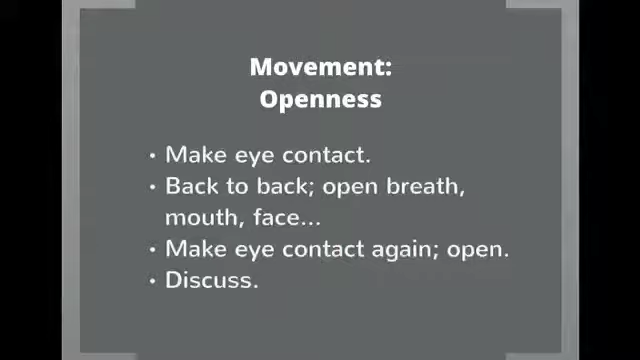 Movement:
Openness
• Make eye contact.
• Back to back; open breath,
mouth, face...
• Make eye contact again; open.
• Discuss.